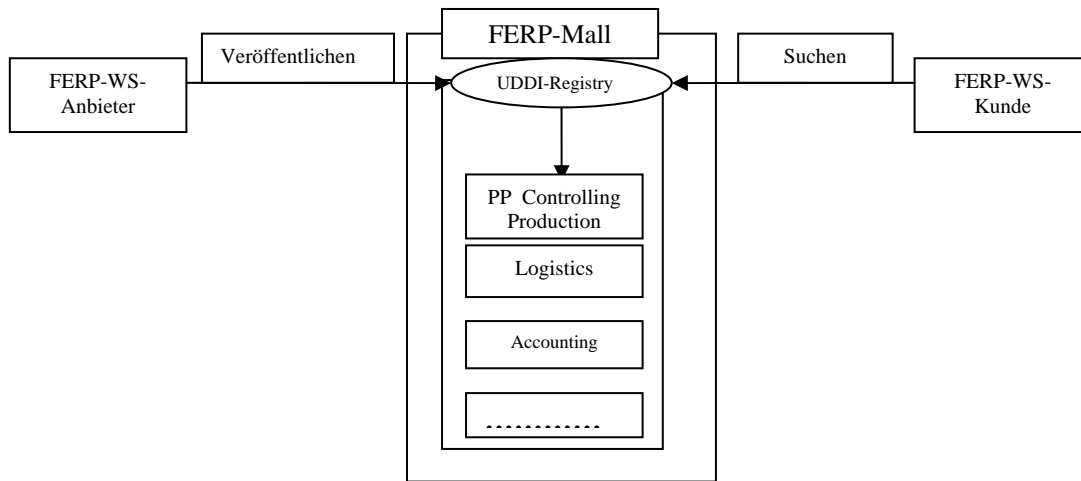 FERP-Mall
Veröffentlichen
Suchen
FERP-WS-
Anbieter
UDDI-Registry
FERP-WS-
Kunde
PP Controlling
Production
Logistics
Accounting
............